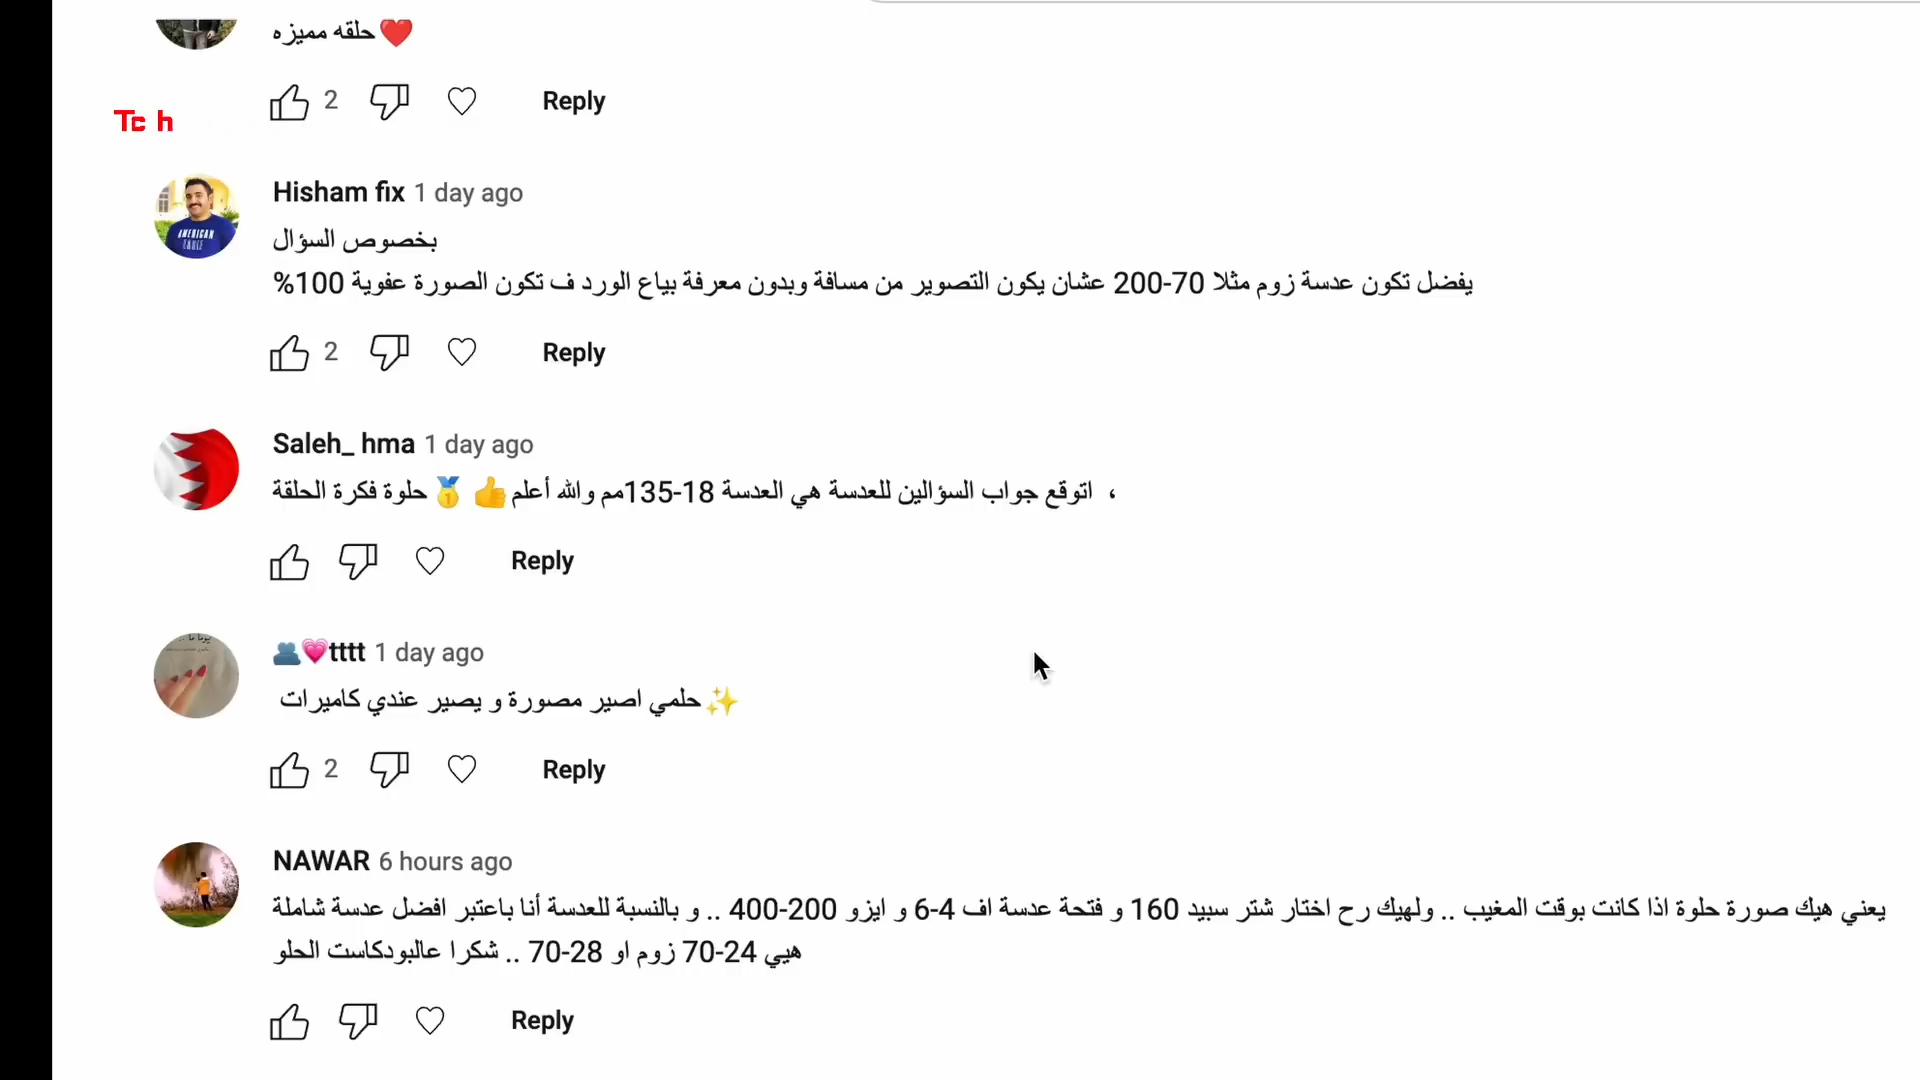 حلقه مميزه❤️
2 Reply
Tc h
Hisham fix 1 day ago
بخصوص السؤال
يفضل تكون عدسة زوم مثلا 70-200 عشان يكون التصوير من مسافة وبدون معرفة بياع الورد ف تكون الصورة عفوية 100%
AMERICAN
EAGLE
2 Reply
Saleh_ hma 1 day ago
، اتوقع جواب السؤالين للعدسة هي العدسة 18-135مم والله أعلم👍🥇 حلوة فكرة الحلقة
Reply
🫂💗tttt 1 day ago
حلمي اصير مصورة و يصير عندي كاميرات✨
2 Reply
NAWAR 6 hours ago
يعني هيك صورة حلوة اذا كانت بوقت المغيب .. ولهيك رح اختار شتر سبيد 160 و فتحة عدسة اف 4-6 و ايزو 200-400 .. و بالنسبة للعدسة أنا باعتبر افضل عدسة شاملة
هيي 24-70 زوم او 28-70 .. شكرا عالبودكاست الحلو
Reply